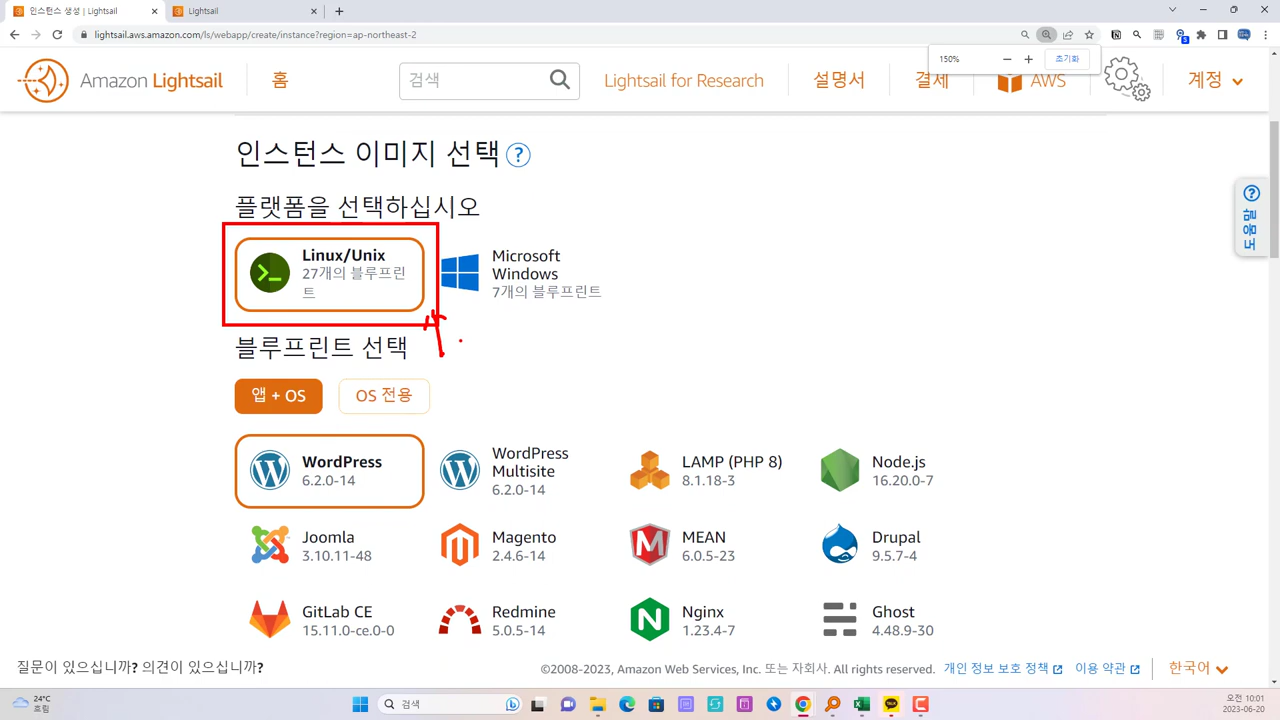 인스턴스 생성 | Lightsail
Lightsail
lightsail.aws.amazon.com/ls/webapp/create/instance?region=ap-northeast-2
150%
초기화
Amazon Lightsail
홈
검색
Lightsail for Research
설명서
결제
AWS
계정
인스턴스 이미지 선택 ?
플랫폼을 선택하십시오
Linux/Unix
27개의 블루프린
트
Microsoft
Windows
7개의 블루프린트
도움말
블루프린트 선택
앱 + OS
OS 전용
WordPress
6.2.0-14
WordPress
Multisite
6.2.0-14
LAMP (PHP 8)
8.1.18-3
Node.js
16.20.0-7
Joomla
3.10.11-48
Magento
2.4.6-14
MEAN
6.0.5-23
Drupal
9.5.7-4
GitLab CE
15.11.0-ce.0-0
Redmine
5.0.5-14
Nginx
1.23.4-7
Ghost
4.48.9-30
질문이 있으십니까? 의견이 있으십니까?
©2008-2023, Amazon Web Services, Inc. 또는 자회사. All rights reserved.
개인 정보 보호 정책
이용 약관
한국어
24°C
흐림
검색
오전 10:01
2023-06-20